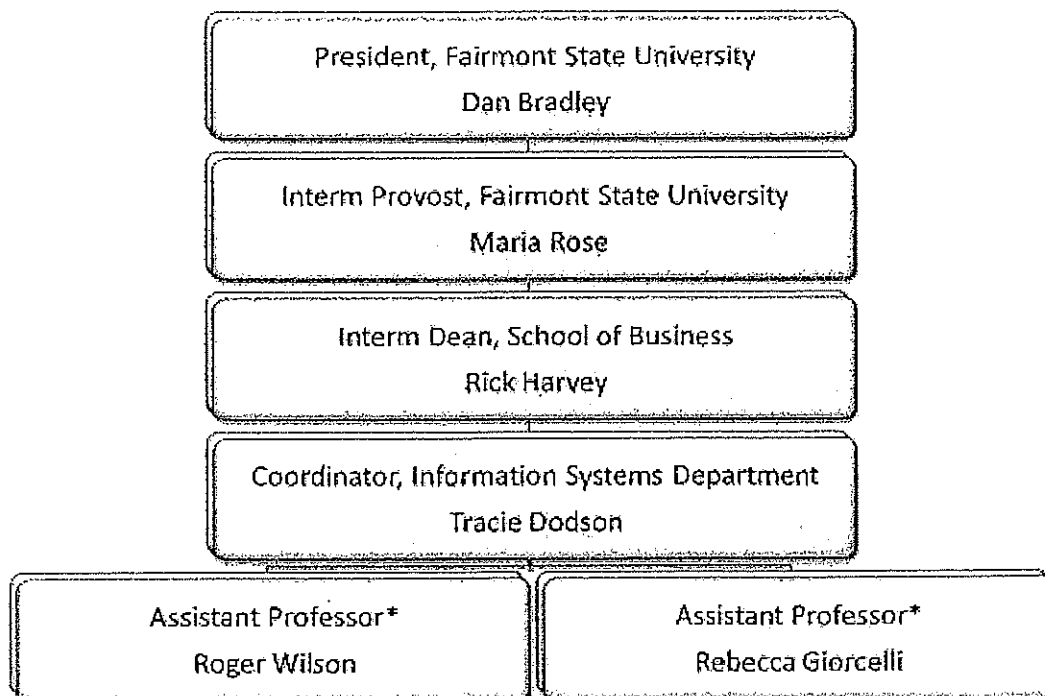 President, Fairmont State University
Dan Bradley
Interm Provost, Fairmont State University
Maria Rose
Interm Dean, School of Business
Rick Harvey
Coordinator, Information Systems Department
Tracie Dodson
Assistant Professor*
Roger Wilson
Assistant Professor*
Rebecca Giorcelli